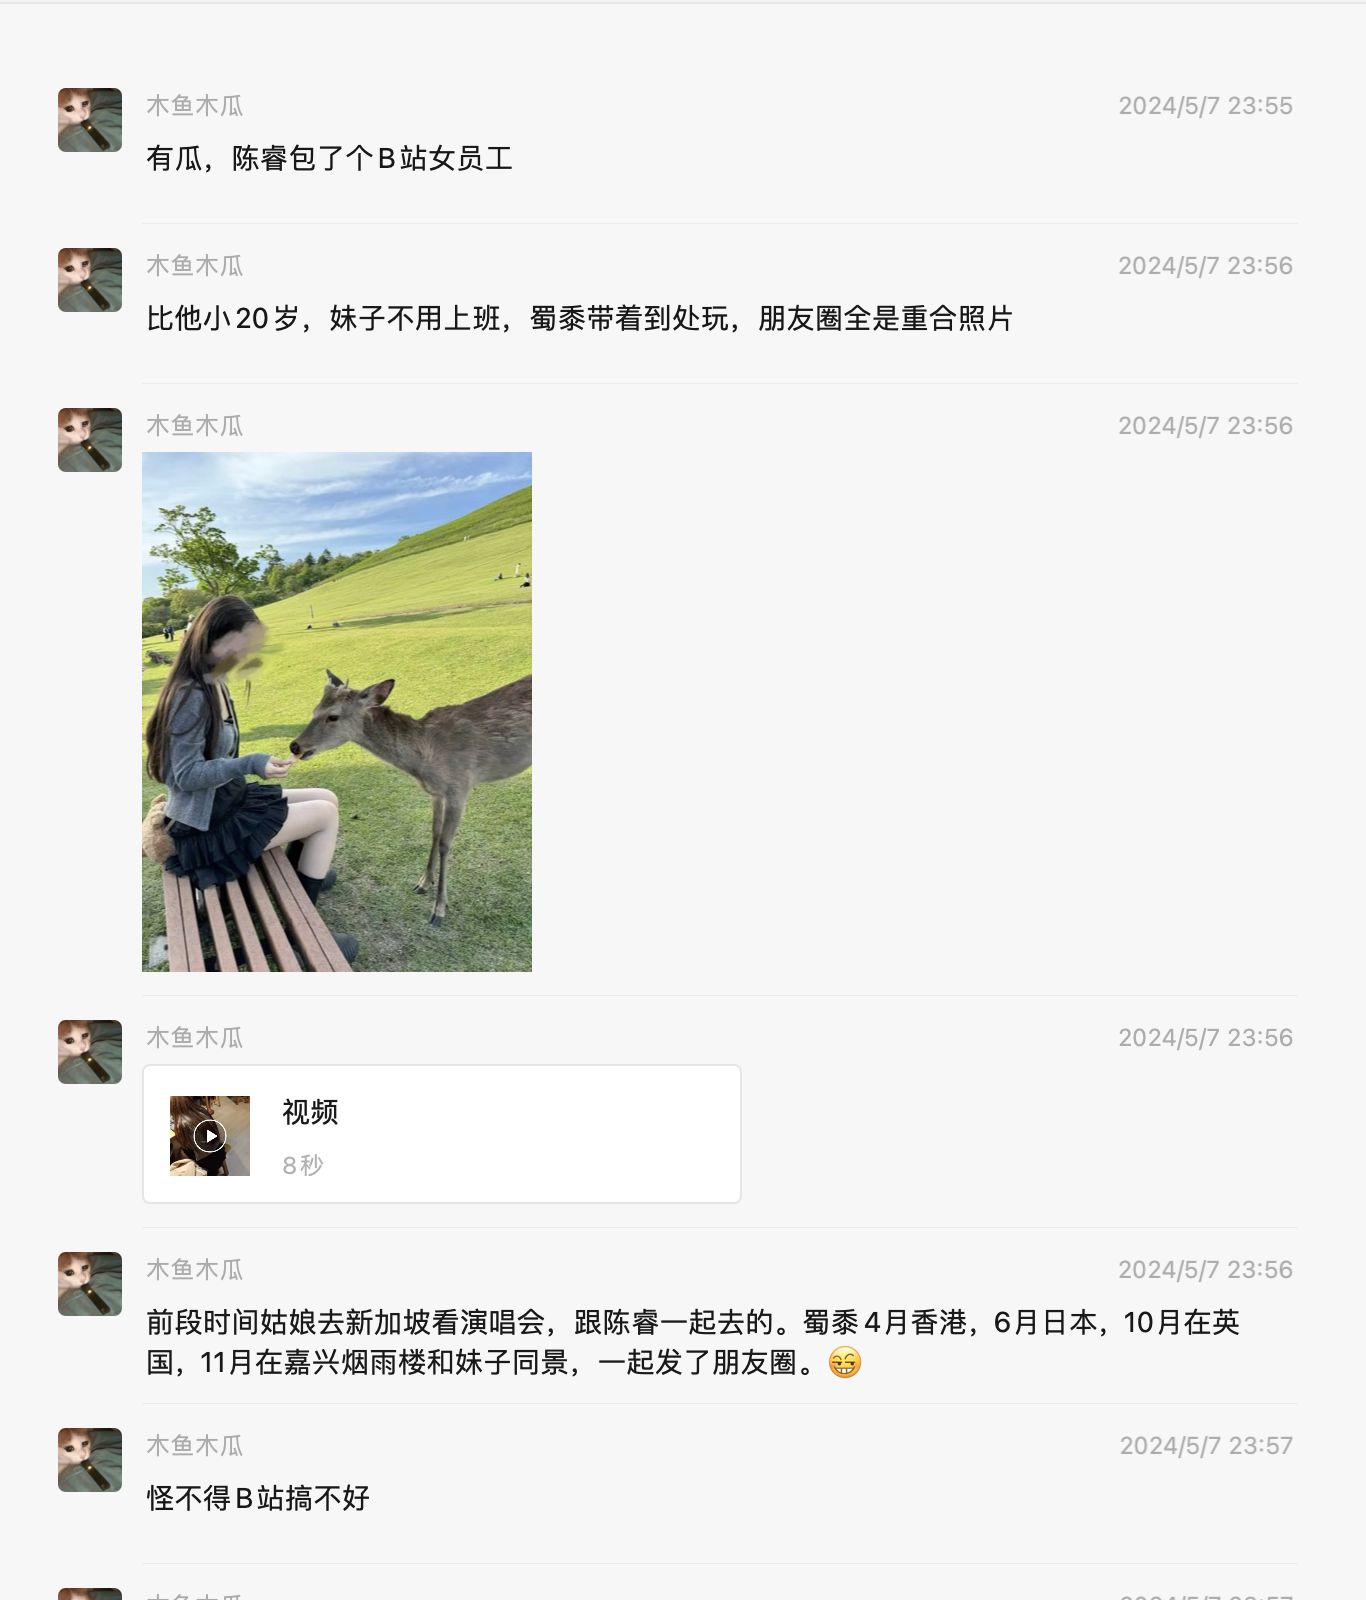 木鱼木瓜
2024/5/7 23:55
有瓜，陈睿包了个B站女员工
木鱼木瓜
2024/5/7 23:56
比他小20岁，妹子不用上班，蜀黍带着到处玩，朋友圈全是重合照片
木鱼木瓜
2024/5/7 23:56
木鱼木瓜
2024/5/7 23:56
视频
8秒
木鱼木瓜
2024/5/7 23:56
前段时间姑娘去新加坡看演唱会，跟陈睿一起去的。蜀黍4月香港，6月日本，10月在英
国，11月在嘉兴烟雨楼和妹子同景，一起发了朋友圈。😁
木鱼木瓜
2024/5/7 23:57
怪不得B站搞不好